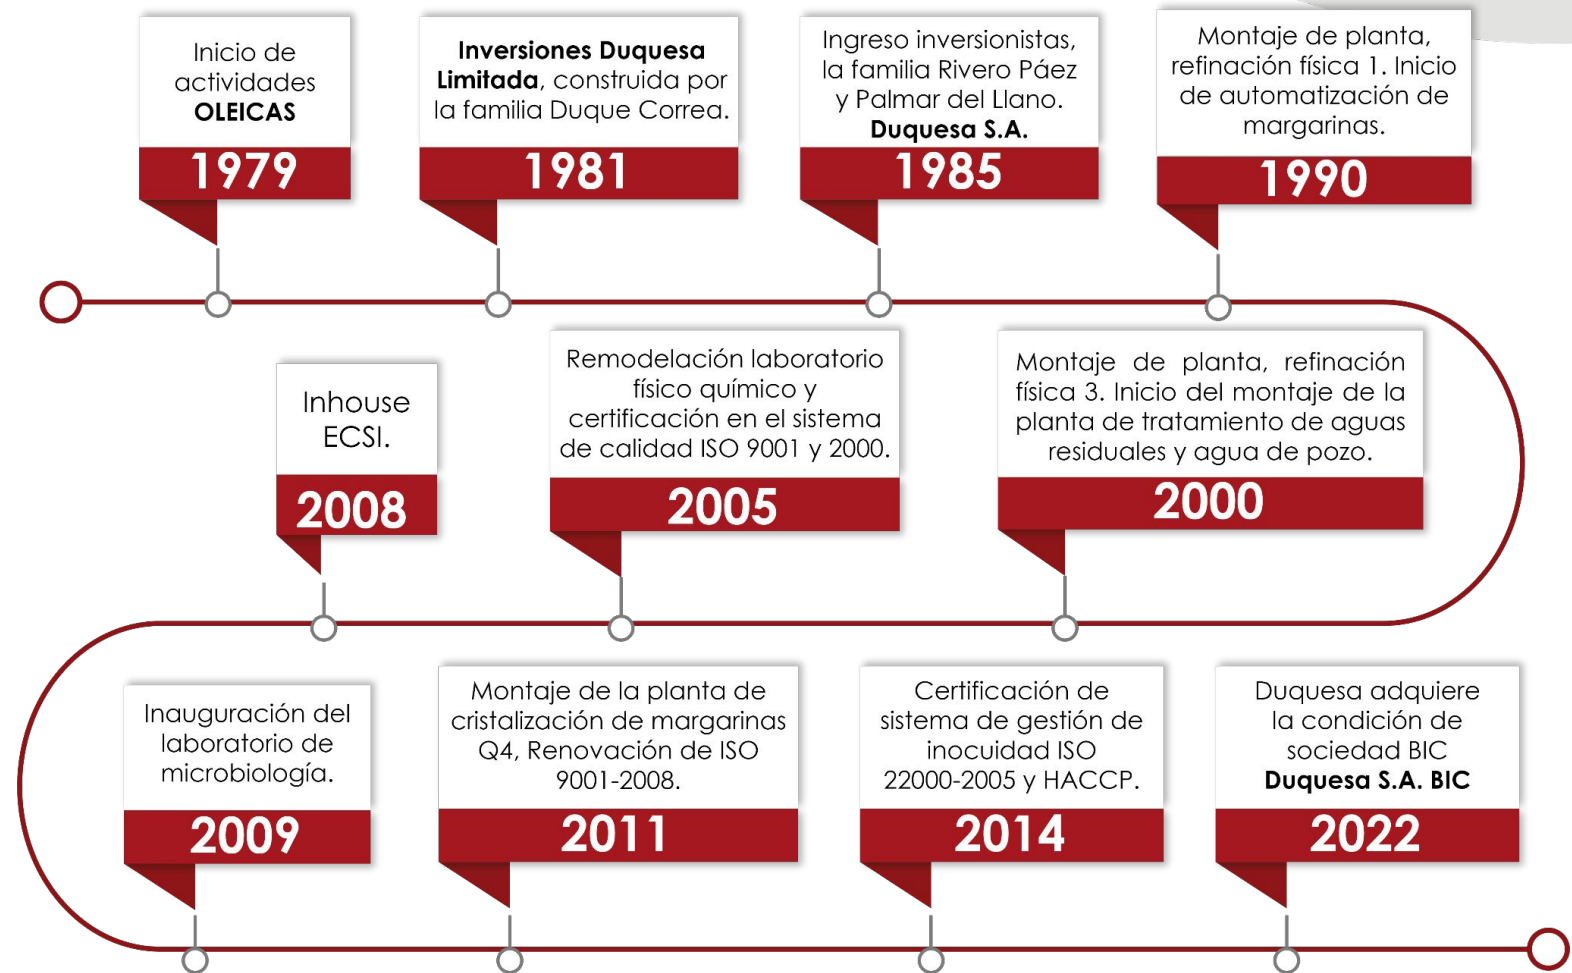 Inicio de
actividades
OLEICAS
1979
Inversiones Duquesa
Limitada, construida por
la familia Duque Correa.
1981
Ingreso inversionistas,
la familia Rivero Páez
y Palmar del Llano.
Duquesa S.A.
1985
Montaje de planta,
refinación física 1. Inicio
de automatización de
margarinas.
1990
Inhouse
ECSI.
2008
Remodelación laboratorio
físico químico y
certificación en el sistema
de calidad ISO 9001 y 2000.
2005
Montaje de planta, refinación
física 3. Inicio del montaje de la
planta de tratamiento de aguas
residuales y agua de pozo.
2000
Inauguración del
laboratorio de
microbiología.
2009
Montaje de la planta de
cristalización de margarinas
Q4, Renovación de ISO
9001-2008.
2011
Certificación de
sistema de gestión de
inocuidad ISO
22000-2005 y HACCP.
2014
Duquesa adquiere
la condición de
sociedad BIC
Duquesa S.A. BIC
2022